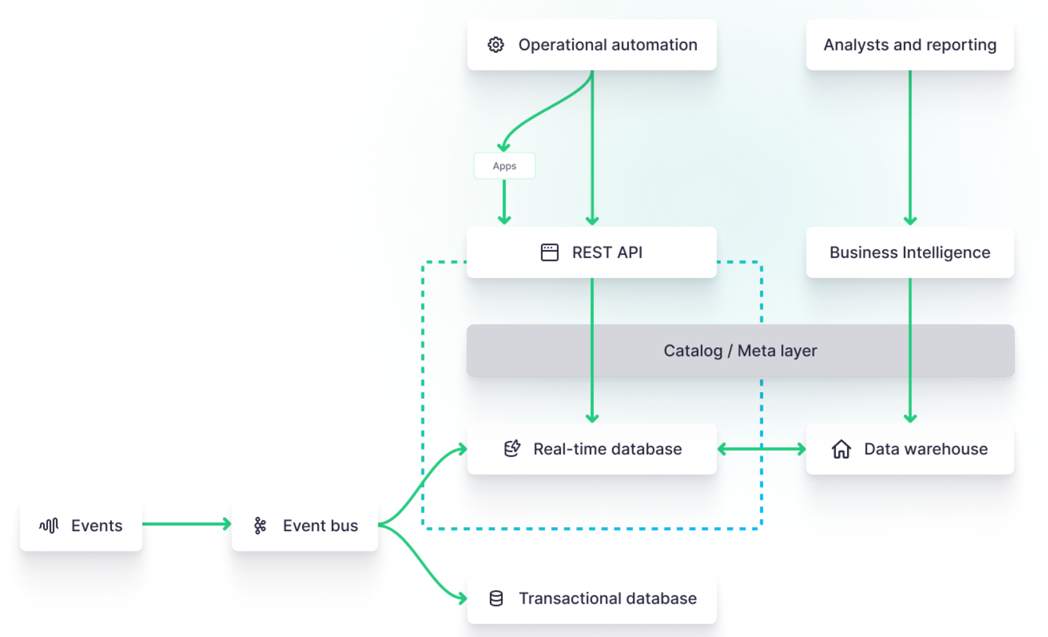 Operational automation
Analysts and reporting
Apps
REST API
Business Intelligence
Catalog / Meta layer
Real-time database
Data warehouse
Events
Event bus
Transactional database